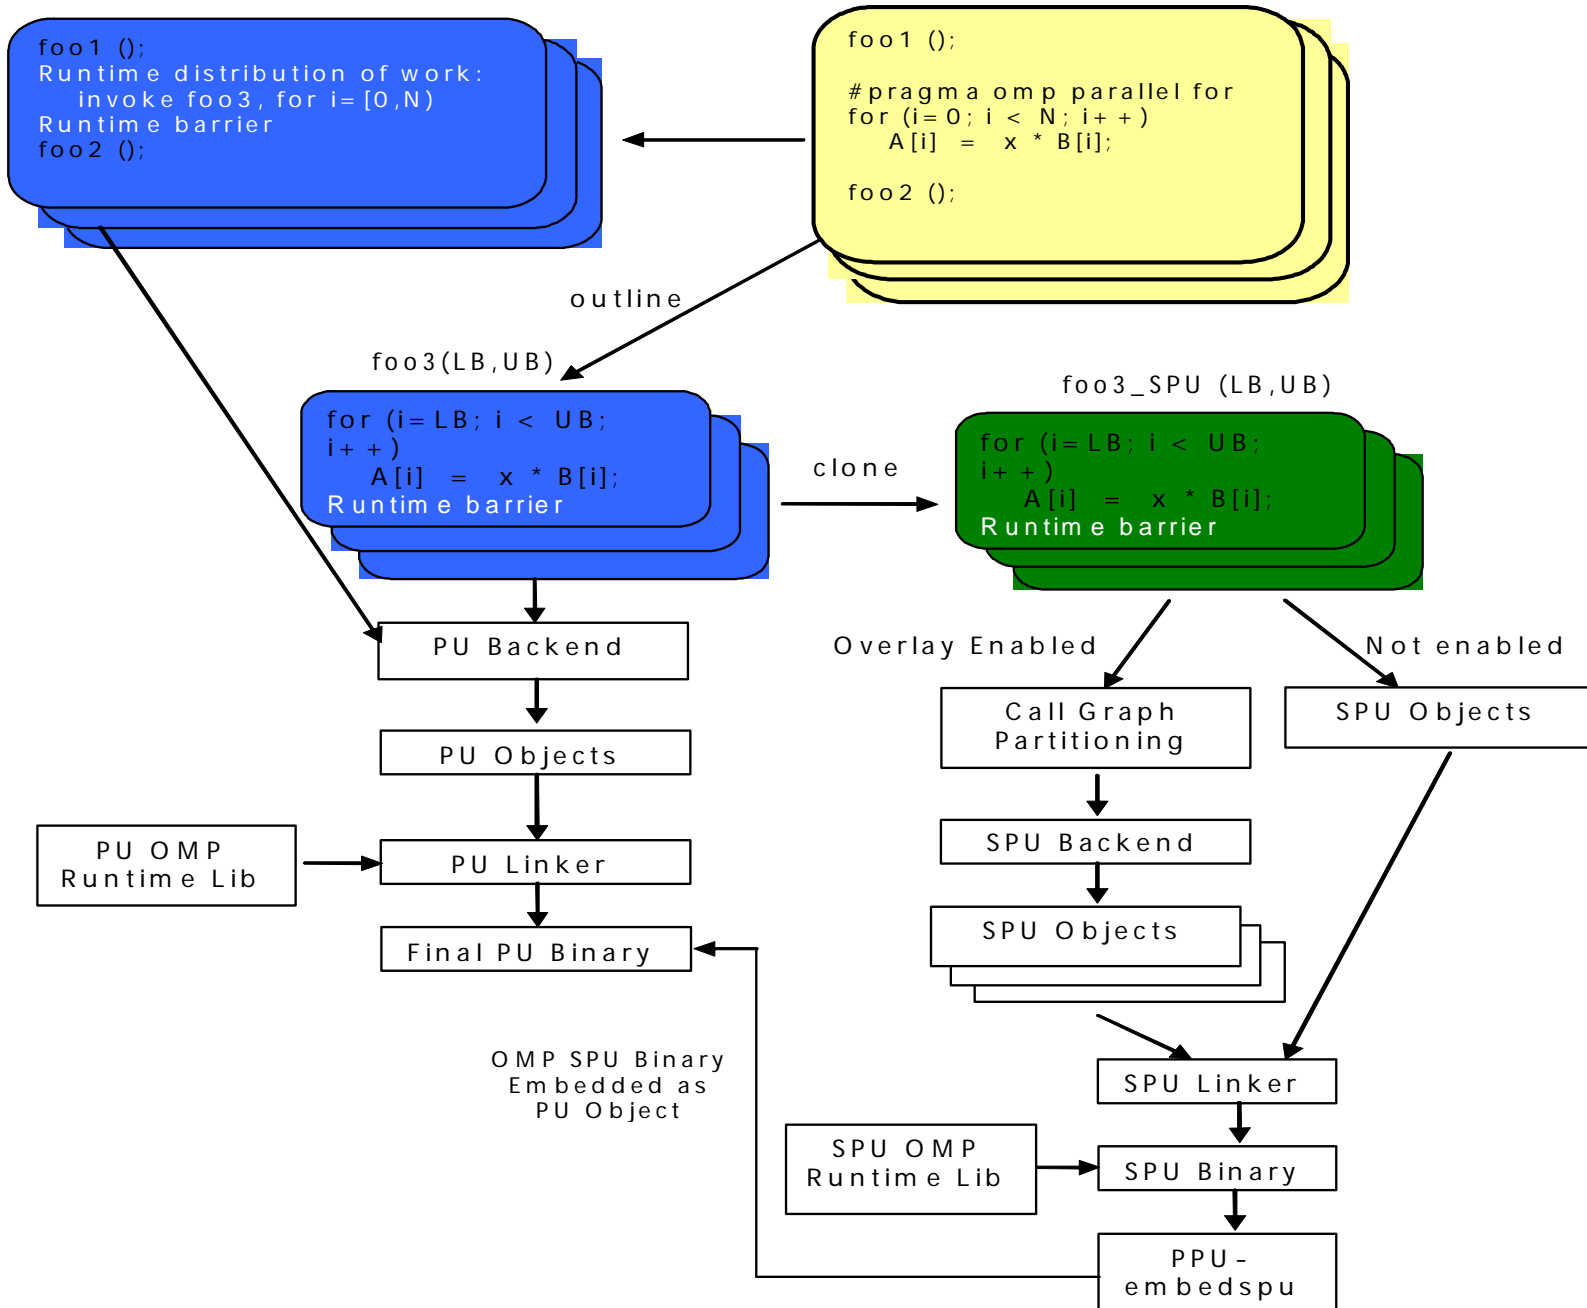 foo1 ();
Runtime distribution of work:
invoke foo3, for i=[0,N)
Runtime barrier
foo2 ();
foo1 ();
#pragma omp parallel for
for (i=0; i < N; i++)
A[i] = x * B[i];
foo2 ();
outline
foo3(LB,UB)
for (i=LB; i < UB;
i++)
A[i] = x * B[i];
Runtime barrier
clone
foo3_SPU (LB,UB)
for (i=LB; i < UB;
i++)
A[i] = x * B[i];
Runtime barrier
Overlay Enabled
Not enabled
PU Backend
PU Objects
PU OMP
Runtime Lib
PU Linker
Final PU Binary
Call Graph
Partitioning
SPU Objects
SPU Backend
SPU Objects
OMP SPU Binary
Embedded as
PU Object
SPU Linker
SPU OMP
Runtime Lib
SPU Binary
PPU-
embedspu